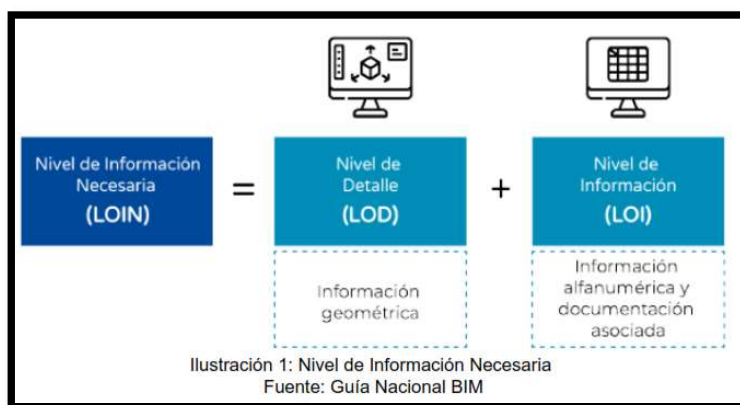 Nivel de Información
Necesaria
(LOIN)
=
Nivel de
Detalle
(LOD)
+
Nivel de
Información
(LOI)
Información
geométrica
Información
alfanumérica y
documentación
asociada
Ilustración 1: Nivel de Información Necesaria
Fuente: Guía Nacional BIM